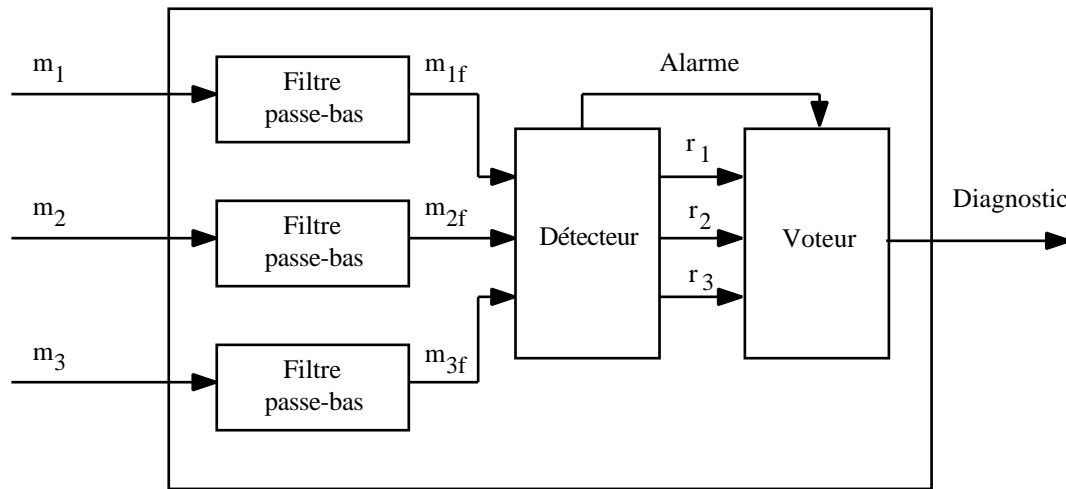 m1
Filtre
passe-bas
m1f
Alarme
r1
m2
Filtre
passe-bas
m2f
Détecteur
r2
Voteur
Diagnostic
r3
m3
Filtre
passe-bas
m3f